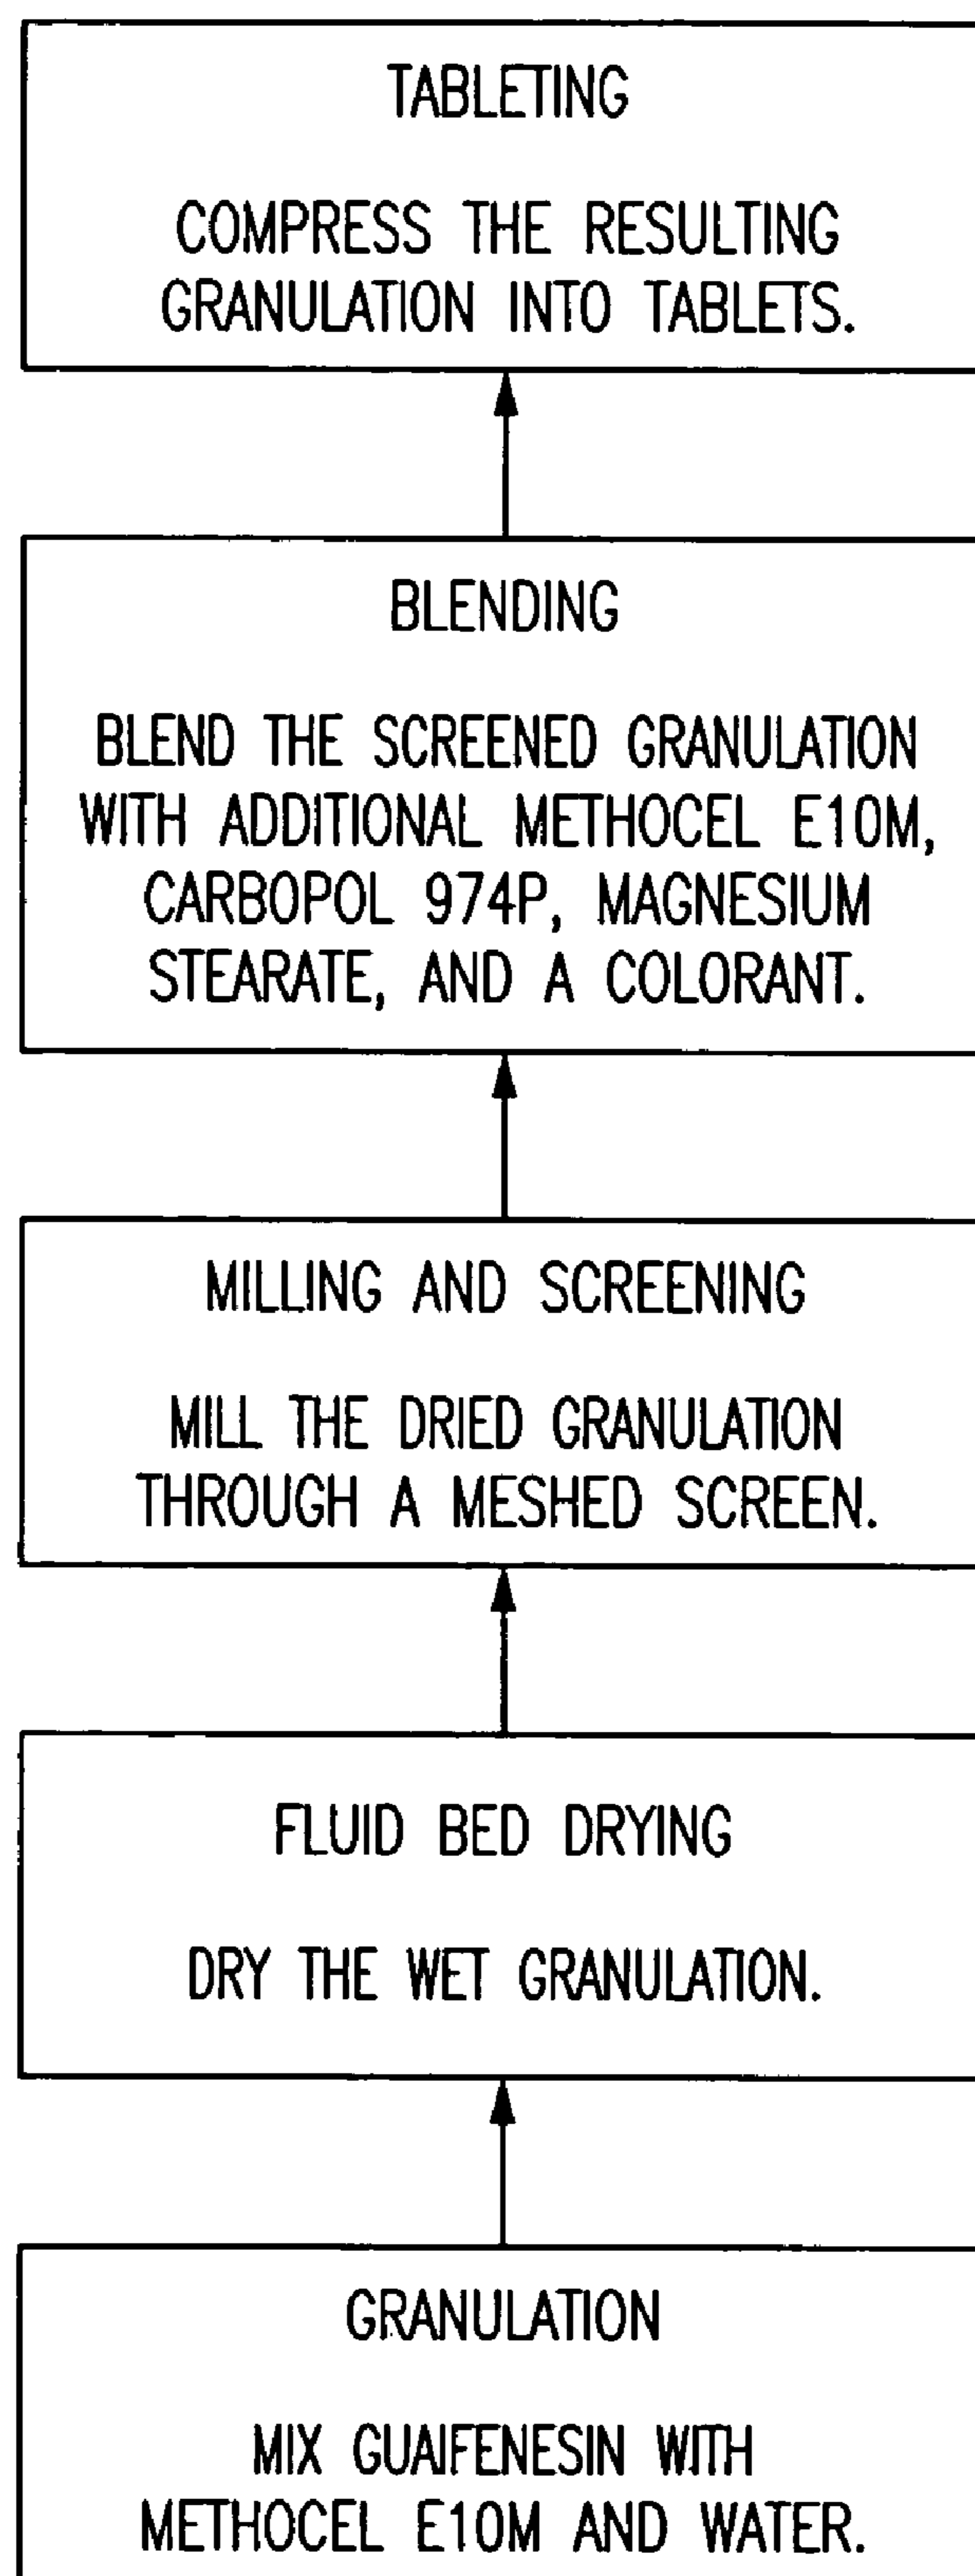 TABLETING
COMPRESS THE RESULTING
GRANULATION INTO TABLETS.
BLENDING
BLEND THE SCREENED GRANULATION
WITH ADDITIONAL METHOCEL E10M,
CARBOPOL 974P, MAGNESIUM
STEARATE, AND A COLORANT.
MILLING AND SCREENING
MILL THE DRIED GRANULATION
THROUGH A MESHED SCREEN.
FLUID BED DRYING
DRY THE WET GRANULATION.
GRANULATION
MIX GUAIFENESIN WITH
METHOCEL E10M AND WATER.